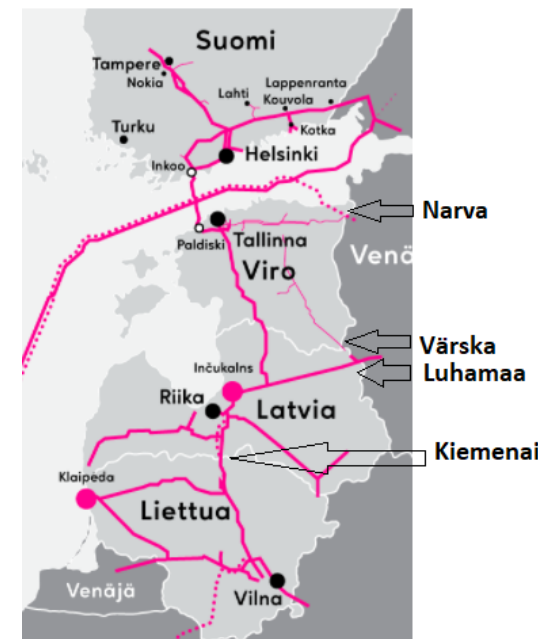 Suomi
Tampere
Nokia
Lahti
Lappenranta
Kouvola
Turku
Kotka
Inkoo
Helsinki
Narva
Paldiski
Tallinna
Viro
Venä
Värska
Luhamaa
Inčukalns
Riika
Latvia
Kiemenai
Klaipeda
Liettua
Venäjä
Vilna